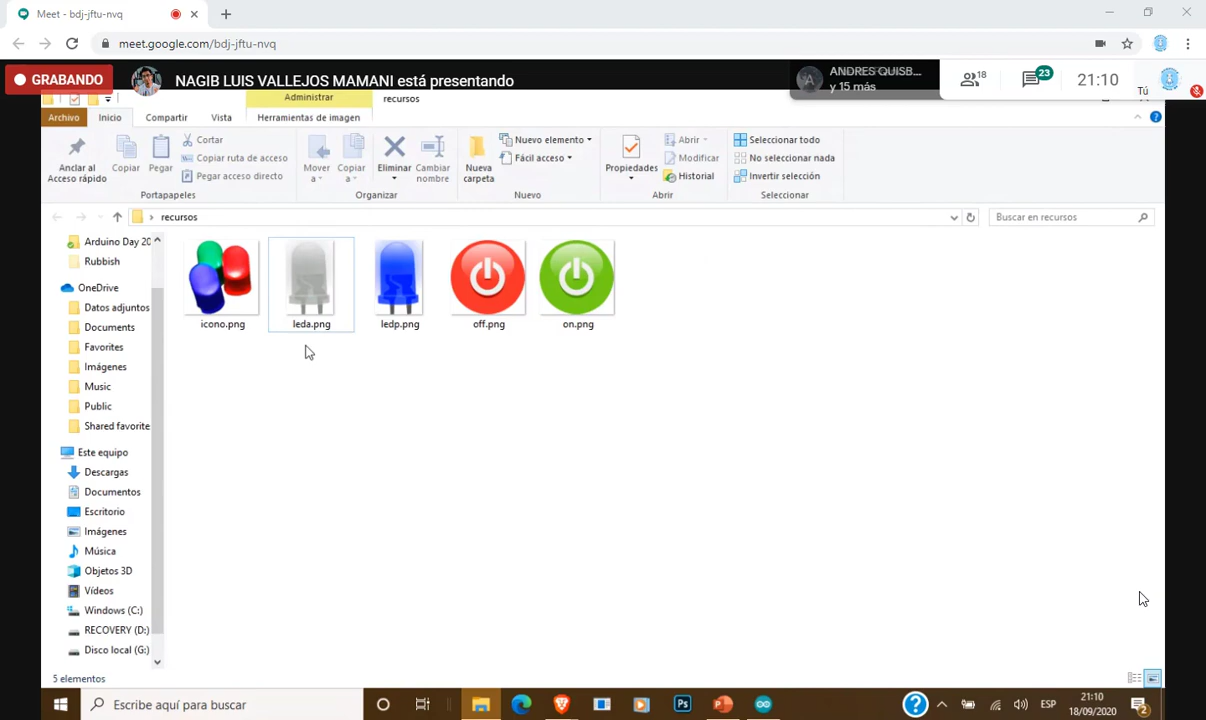 Meet - bdj-jftu-nvq
meet.google.com/bdj-jftu-nvq
GRABANDO
NAGIB LUIS VALLEJOS MAMANI está presentando
A
ANDRES QUISB...
y 15 más
18
23
21:10
Tú
Administrar
recursos
Archivo
Inicio
Compartir
Vista
Herramientas de imagen
Anclar al
Acceso rápido
Copiar
Pegar
Cortar
Copiar ruta de acceso
Pegar acceso directo
Portapapeles
Mover
a
Copiar
a
Eliminar
Cambiar
nombre
Organizar
Nueva
carpeta
Nuevo elemento
Fácil acceso
Nuevo
Propiedades
Abrir
Modificar
Historial
Abrir
Seleccionar todo
No seleccionar nada
Invertir selección
Seleccionar
recursos
Buscar en recursos
Arduino Day 20
Rubbish
OneDrive
Datos adjuntos
Documents
Favorites
Imágenes
Music
Public
Shared favorite
Este equipo
Descargas
Documentos
Escritorio
Imágenes
Música
Objetos 3D
Vídeos
Windows (C:)
RECOVERY (D:)
Disco local (G:)
icono.png
leda.png
ledp.png
off.png
on.png
5 elementos
Escribe aquí para buscar
Ps
ESP
21:10
18/09/2020
2